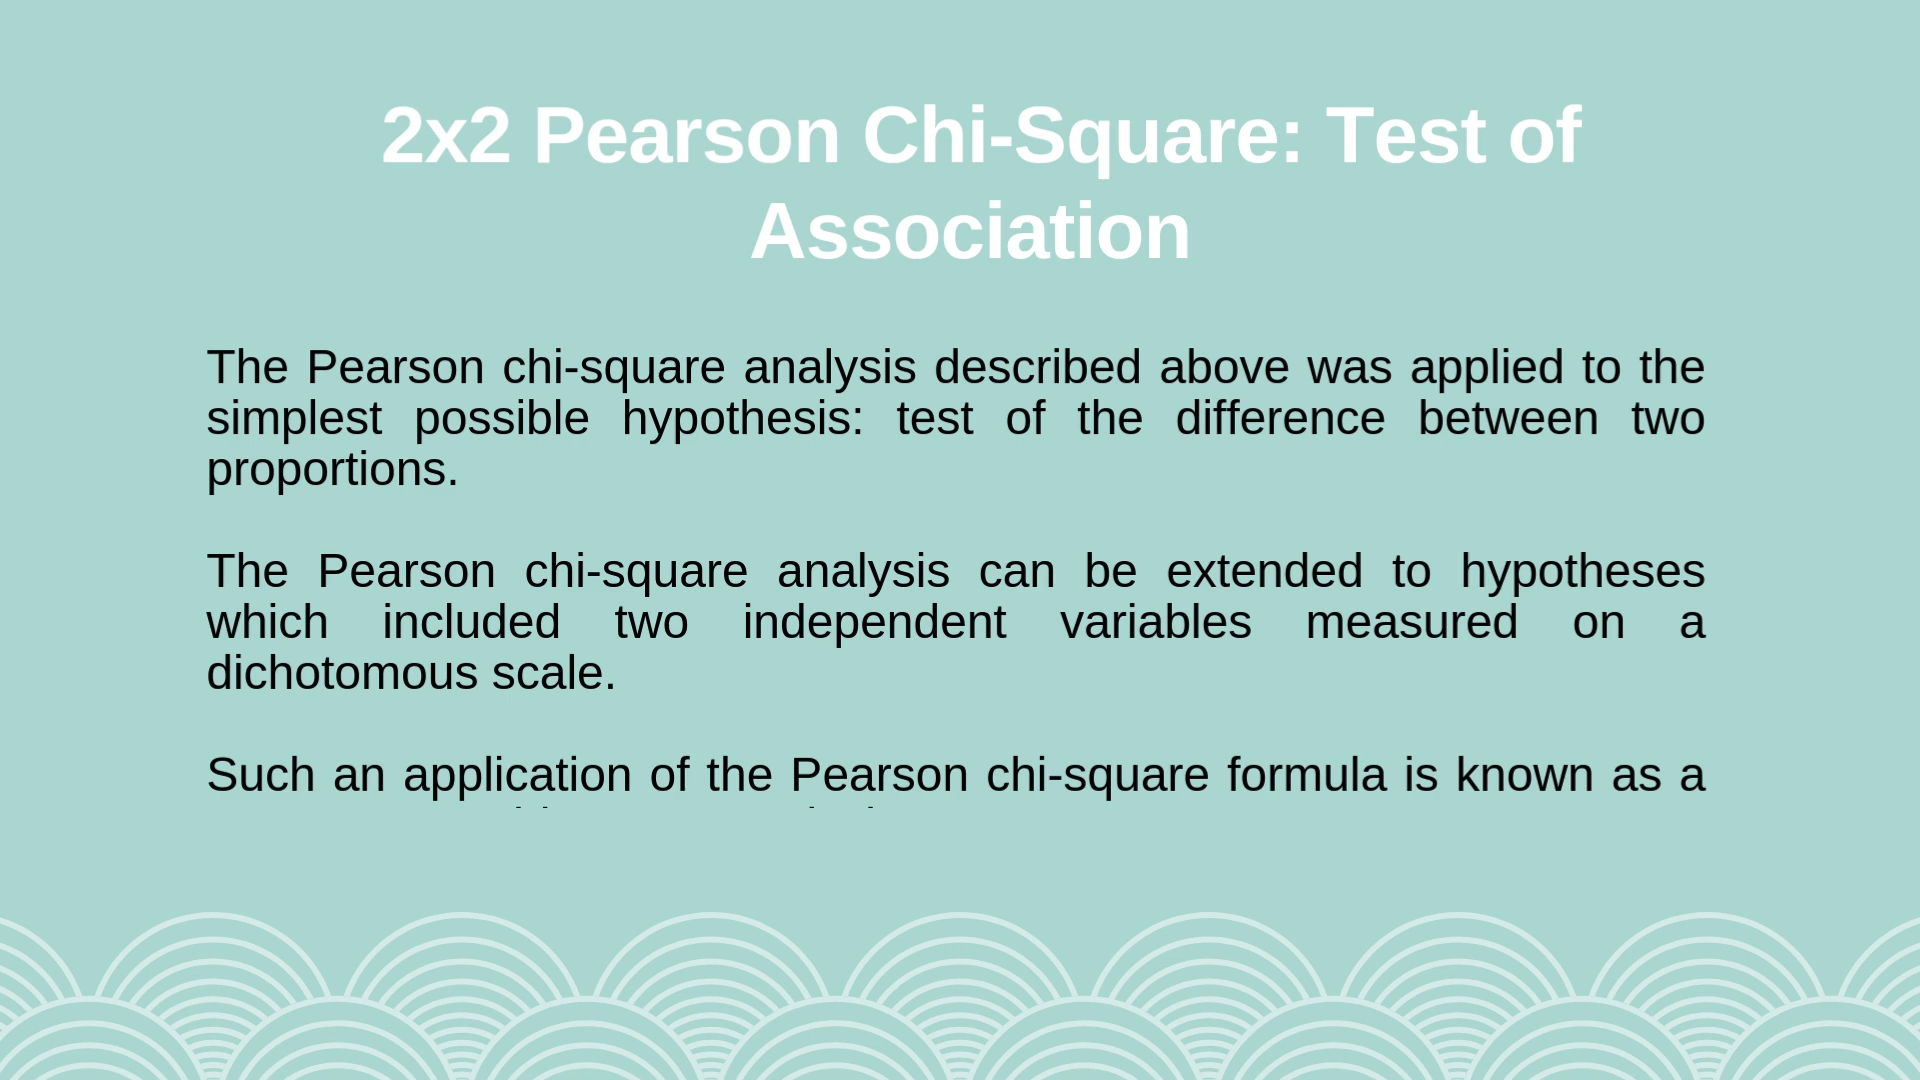 2x2 Pearson Chi-Square: Test of
Association
The Pearson chi-square analysis described above was applied to the
simplest possible hypothesis: test of the difference between two
proportions.
The Pearson chi-square analysis can be extended to hypotheses
which included two independent variables measured on a
dichotomous scale.
Such an application of the Pearson chi-square formula is known as a